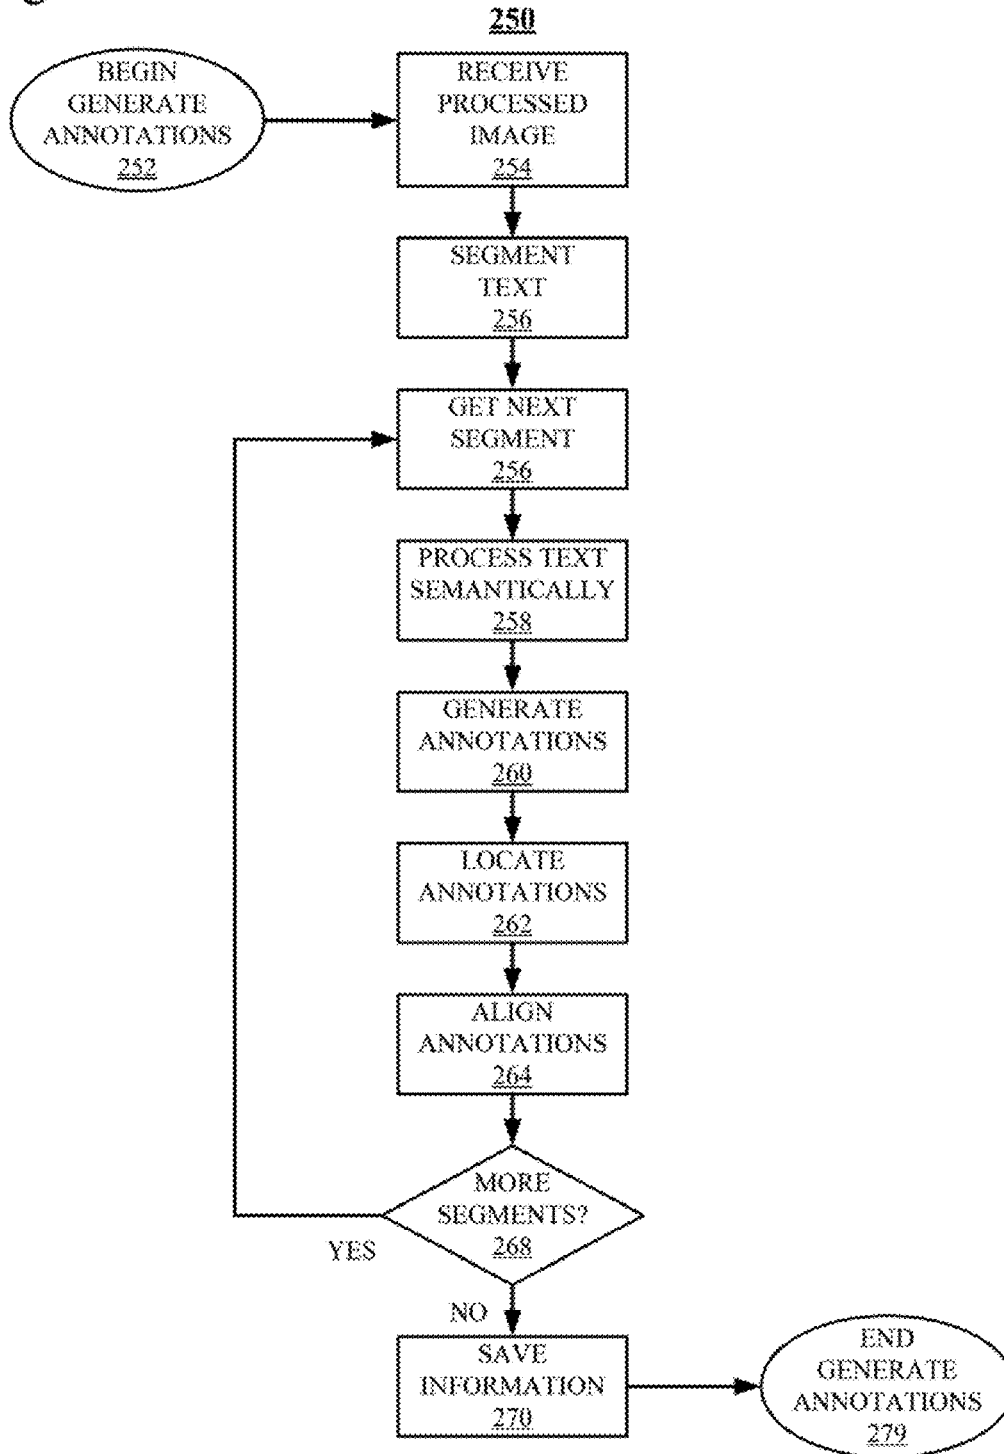 250
BEGIN
GENERATE
ANNOTATIONS
252
RECEIVE
PROCESSED
IMAGE
254
SEGMENT
TEXT
256
GET NEXT
SEGMENT
256
PROCESS TEXT
SEMANTICALLY
258
GENERATE
ANNOTATIONS
260
LOCATE
ANNOTATIONS
262
ALIGN
ANNOTATIONS
264
MORE
SEGMENTS?
268
YES
NO
SAVE
INFORMATION
270
END
GENERATE
ANNOTATIONS
279